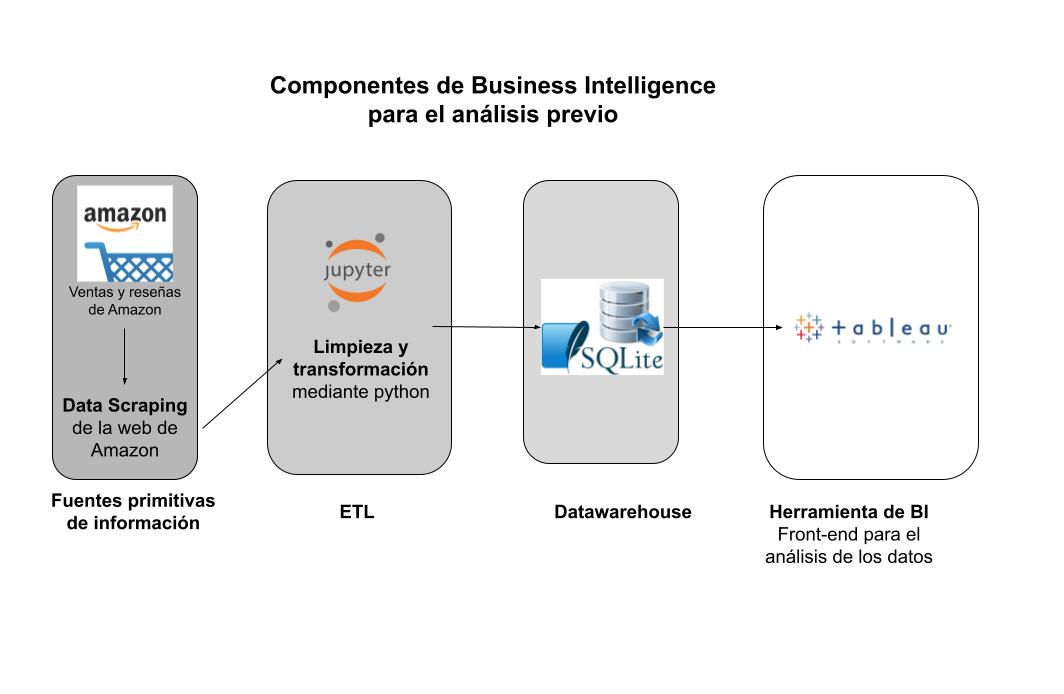 Componentes de Business Intelligence
para el análisis previo
amazon
Ventas y reseñas
de Amazon
Data Scraping
de la web de
Amazon
Fuentes primitivas
de información
jupyter
Limpieza y
transformación
mediante python
ETL
SQLite
Datawarehouse
+ a b l e a u
S O F T W A R E
Herramienta de BI
Front-end para el
análisis de los datos